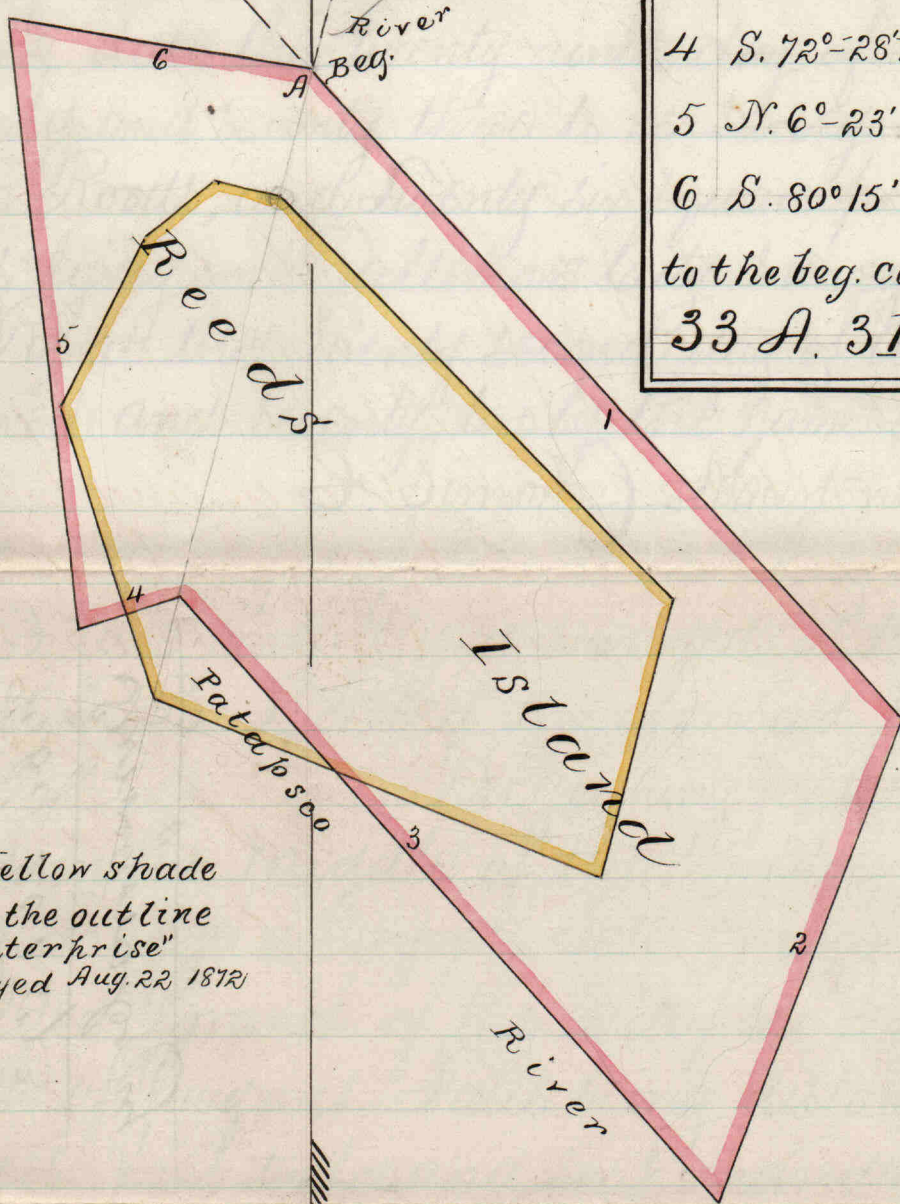 River
Beg.
A
6
4 S. 72°-28'
5 N. 6°-23'
6 S. 80° 15'
to the beg.
33 A.
Reeds
Island
5
1
4
Patapsco
3
2
River
ellow shade
the outline
terprise"
yed Aug. 22 1872